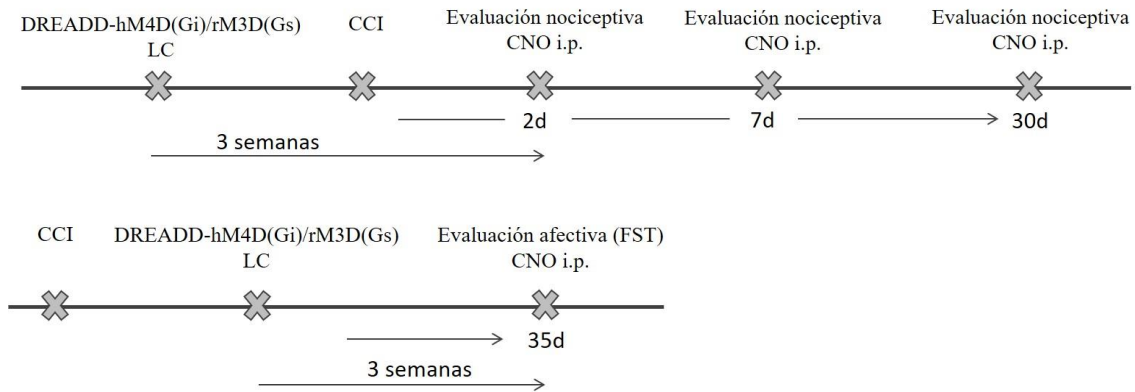 DREADD-hM4D(Gi)/rM3D(Gs)
LC
CCI
Evaluación nociceptiva
CNO i.p.
Evaluación nociceptiva
CNO i.p.
Evaluación nociceptiva
CNO i.p.
2d
7d
30d
3 semanas
CCI
DREADD-hM4D(Gi)/rM3D(Gs)
LC
Evaluación afectiva (FST)
CNO i.p.
35d
3 semanas